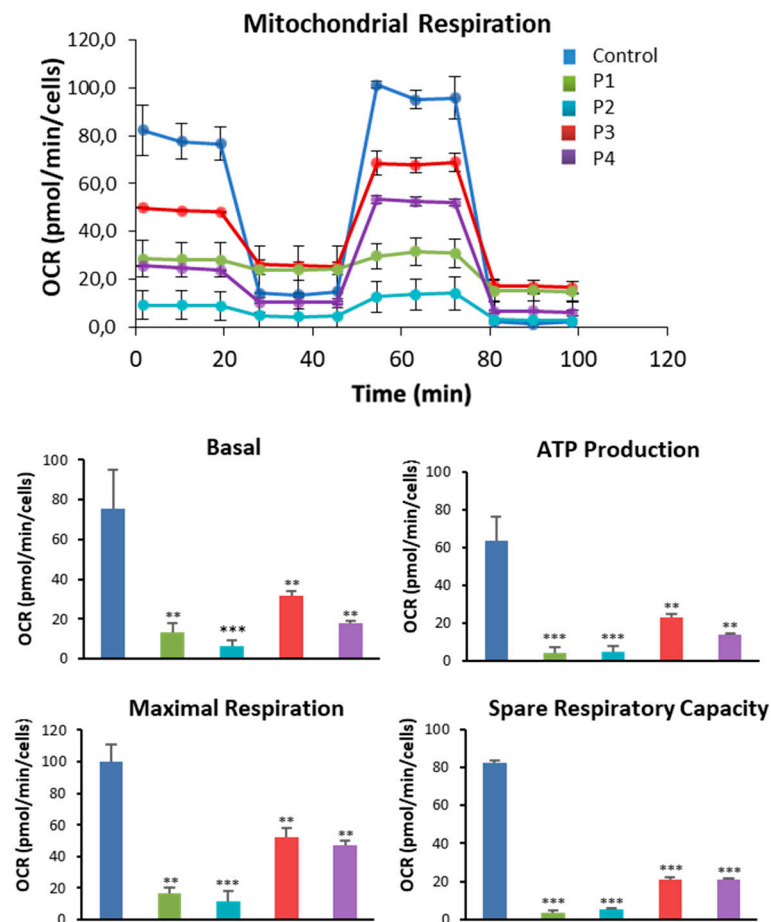 Mitochondrial Respiration
OCR (pmol/min/cells)
120,0
100,0
80,0
60,0
40,0
20,0
0,0
0 20 40 60 80 100 120
Time (min)
Control
P1
P2
P3
P4
Basal
OCR (pmol/min/cells)
100
80
60
40
20
0
** *** ** **
ATP Production
OCR (pmol/min/cells)
100
80
60
40
20
0
*** *** ** **
Maximal Respiration
OCR (pmol/min/cells)
120
100
80
60
40
20
0
** *** ** **
Spare Respiratory Capacity
OCR (pmol/min/cells)
100
80
60
40
20
0
*** *** *** ***